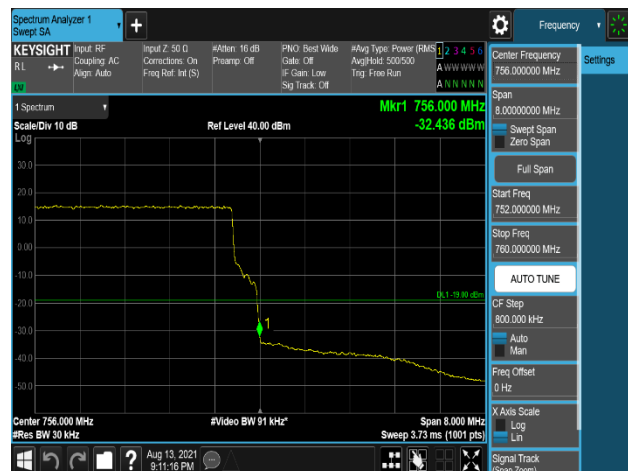 Spectrum Analyzer 1
Swept SA
Frequency
KEYSIGHT
R L
Input: RF
Coupling: AC
Align: Auto
Input Z: 50 Ω
Corrections: On
Freq Ref: Int (S)
#Atten: 16 dB
Preamp: Off
PNO: Best Wide
Gate: Off
IF Gain: Low
Sig Track: Off
#Avg Type: Power (RMS
Avg|Hold: 500/500
Trig: Free Run
1 2 3 4 5 6
A W W W W W
A N N N N N
1 Spectrum
Scale/Div 10 dB
Log
Ref Level 40.00 dBm
Mkr1 756.000 MHz
-32.436 dBm
30.0
20.0
10.0
0.00
-10.0
-20.0
-30.0
-40.0
-50.0
DL1 -19.00 dBm
1
Center 756.000 MHz
#Res BW 30 kHz
#Video BW 91 kHz*
Span 8.000 MHz
Sweep 3.73 ms (1001 pts)
Aug 13, 2021
9:11:16 PM
?
Center Frequency
756.000000 MHz
Span
8.00000000 MHz
Swept Span
Zero Span
Full Span
Start Freq
752.000000 MHz
Stop Freq
760.000000 MHz
AUTO TUNE
CF Step
800.000 kHz
Auto
Man
Freq Offset
0 Hz
X Axis Scale
Log
Lin
Signal Track
(Span Zoom)
Settings